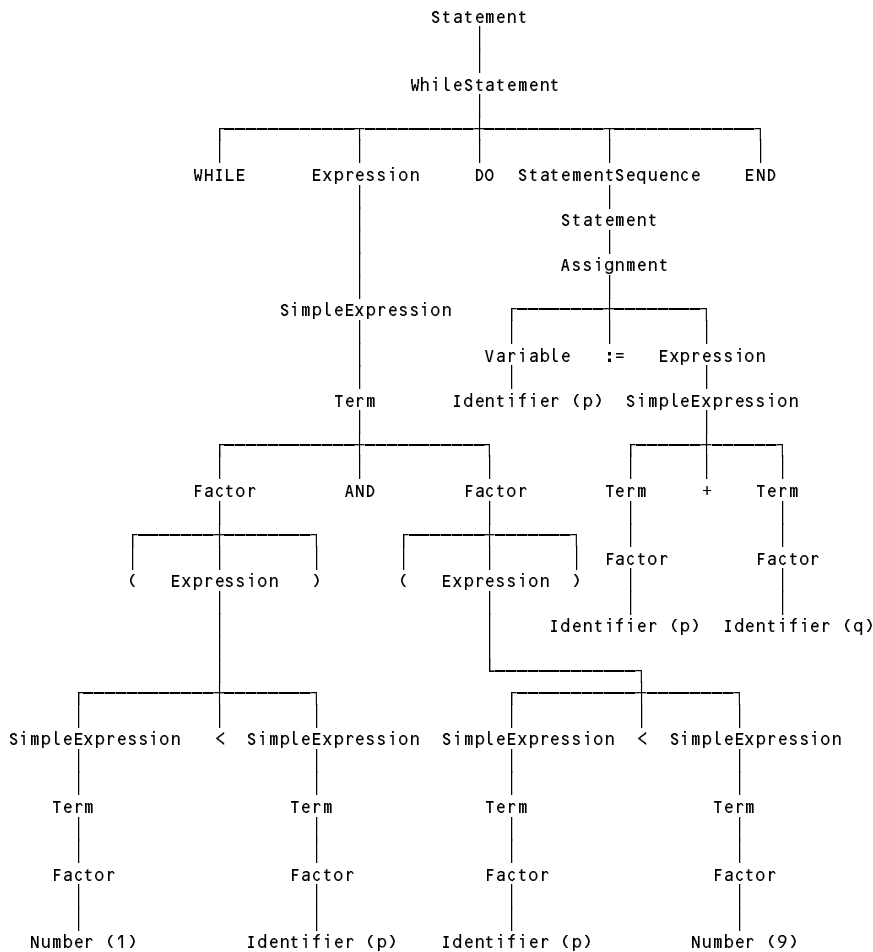 Statement
WhileStatement
WHILE Expression DO StatementSequence END
Statement
Assignment
SimpleExpression
Variable := Expression
Term Identifier (p) SimpleExpression
Factor AND Factor Term + Term
Factor Factor
( Expression ) ( Expression )
Identifier (p) Identifier (q)
SimpleExpression < SimpleExpression SimpleExpression < SimpleExpression
Term Term Term Term
Factor Factor Factor Factor
Number (1) Identifier (p) Identifier (p) Number (9)